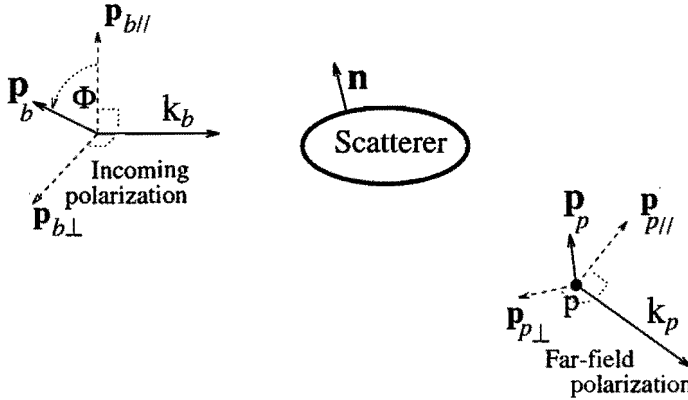 p_b//
p_b
Φ
k_b
n
Scatterer
Incoming
polarization
p_b⊥
p_p
p_p//
p
p_p⊥
k_p
Far-field
polarization